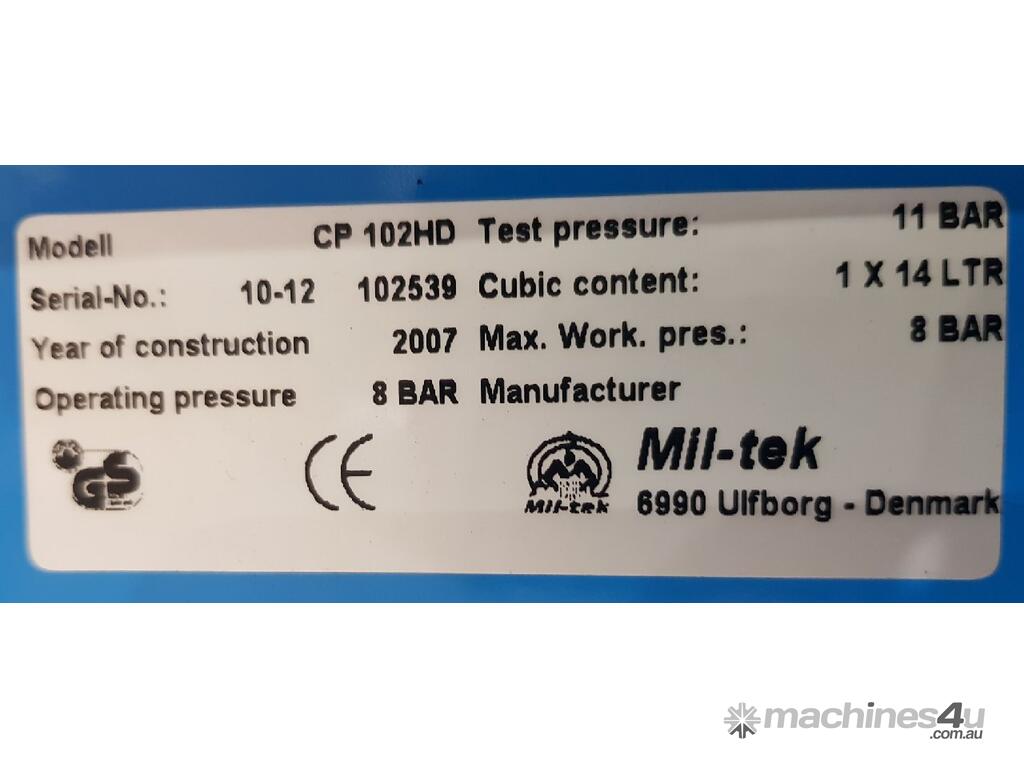 Modell CP 102HD Test pressure: 11 BAR
Serial-No.: 10-12 102539 Cubic content: 1 X 14 LTR
Year of construction 2007 Max. Work. pres.: 8 BAR
Operating pressure 8 BAR Manufacturer
GS CE Mil-tek Mil-tek
6990 Ulfborg - Denmark
machines4u
.com.au